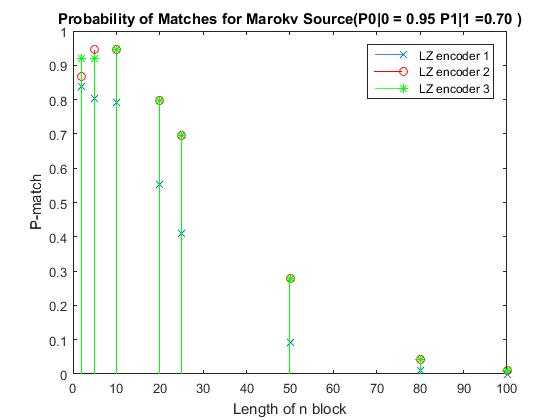 Probability of Matches for Marokv Source(P0|0 = 0.95 P1|1 =0.70 )
1
0.9
0.8
0.7
0.6
0.5
0.4
0.3
0.2
0.1
0
P-match
LZ encoder 1
LZ encoder 2
LZ encoder 3
0 10 20 30 40 50 60 70 80 90 100
Length of n block